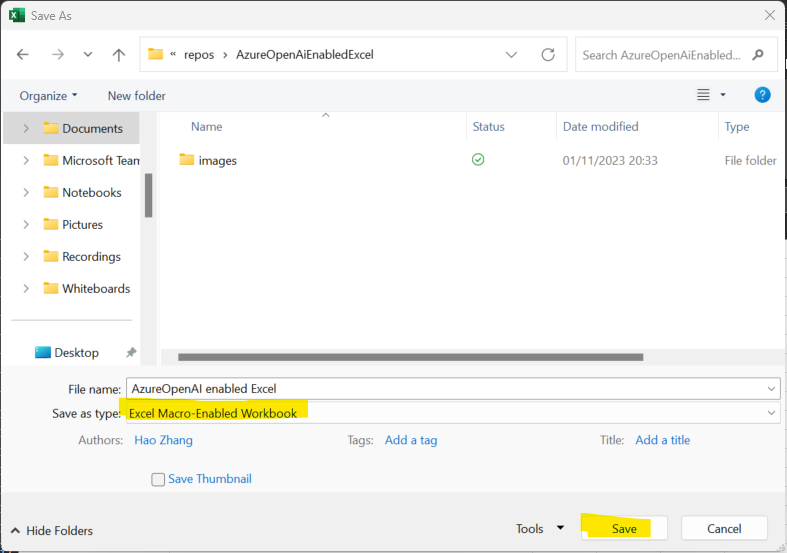 Save As
« repos › AzureOpenAiEnabledExcel
Search AzureOpenAiEnabled...
Organize
New folder
?
Name
Status
Date modified
Type
Documents
images
01/11/2023 20:33
File folder
Microsoft Team
Notebooks
Pictures
Recordings
Whiteboards
Desktop
File name: AzureOpenAI enabled Excel
Save as type: Excel Macro-Enabled Workbook
Authors: Hao Zhang
Tags: Add a tag
Title: Add a title
Save Thumbnail
Hide Folders
Tools
Save
Cancel